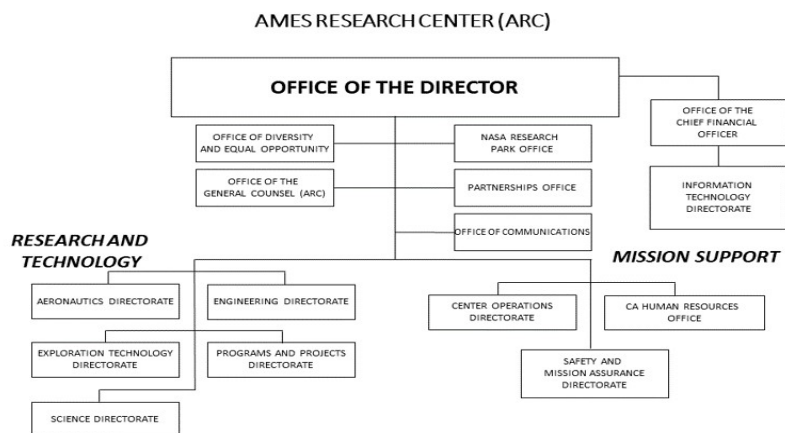 AMES RESEARCH CENTER (ARC)
OFFICE OF THE DIRECTOR
OFFICE OF THE
CHIEF FINANCIAL
OFFICER
OFFICE OF DIVERSITY
AND EQUAL OPPORTUNITY
NASA RESEARCH
PARK OFFICE
OFFICE OF THE
GENERAL COUNSEL (ARC)
PARTNERSHIPS OFFICE
INFORMATION
TECHNOLOGY
DIRECTORATE
OFFICE OF COMMUNICATIONS
RESEARCH AND
TECHNOLOGY
MISSION SUPPORT
AERONAUTICS DIRECTORATE
ENGINEERING DIRECTORATE
CENTER OPERATIONS
DIRECTORATE
CA HUMAN RESOURCES
OFFICE
EXPLORATION TECHNOLOGY
DIRECTORATE
PROGRAMS AND PROJECTS
DIRECTORATE
SAFETY AND
MISSION ASSURANCE
DIRECTORATE
SCIENCE DIRECTORATE